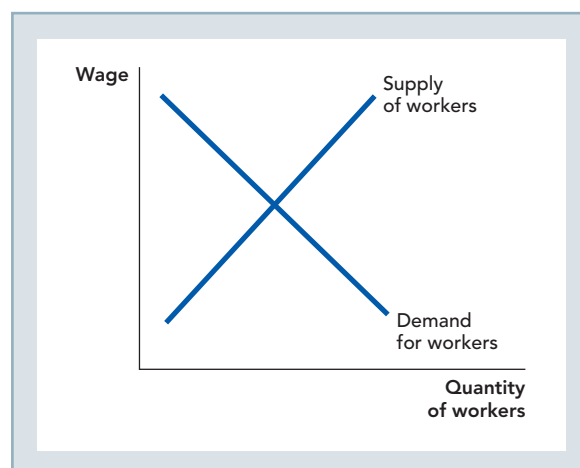 Wage
Supply
of workers
Demand
for workers
Quantity
of workers